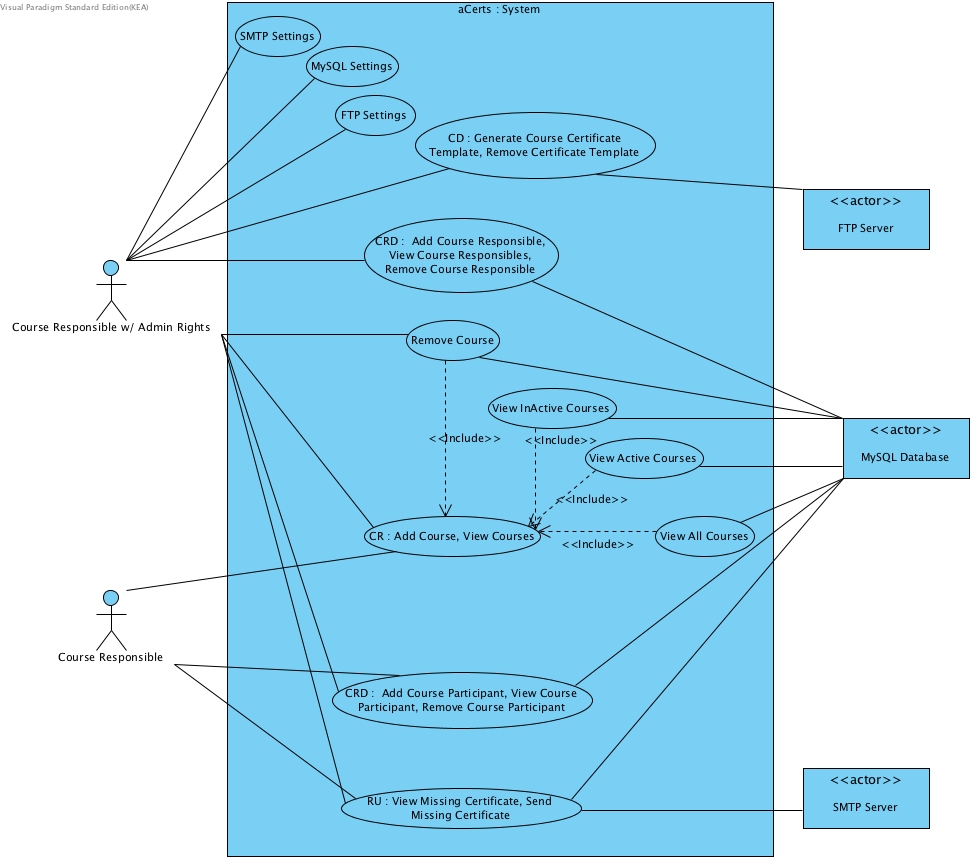 Visual Paradigm Standard Edition(KEA)
aCerts : System
SMTP Settings
MySQL Settings
FTP Settings
CD : Generate Course Certificate
Template, Remove Certificate Template
<<actor>>
FTP Server
CRD :  Add Course Responsible,
View Course Responsibles,
Remove Course Responsible
Course Responsible w/ Admin Rights
Remove Course
View InActive Courses
<<actor>>
MySQL Database
<<Include>>
<<Include>>
View Active Courses
<<Include>>
CR : Add Course, View Courses
View All Courses
<<Include>>
Course Responsible
CRD :  Add Course Participant, View Course
Participant, Remove Course Participant
<<actor>>
SMTP Server
RU : View Missing Certificate, Send
Missing Certificate